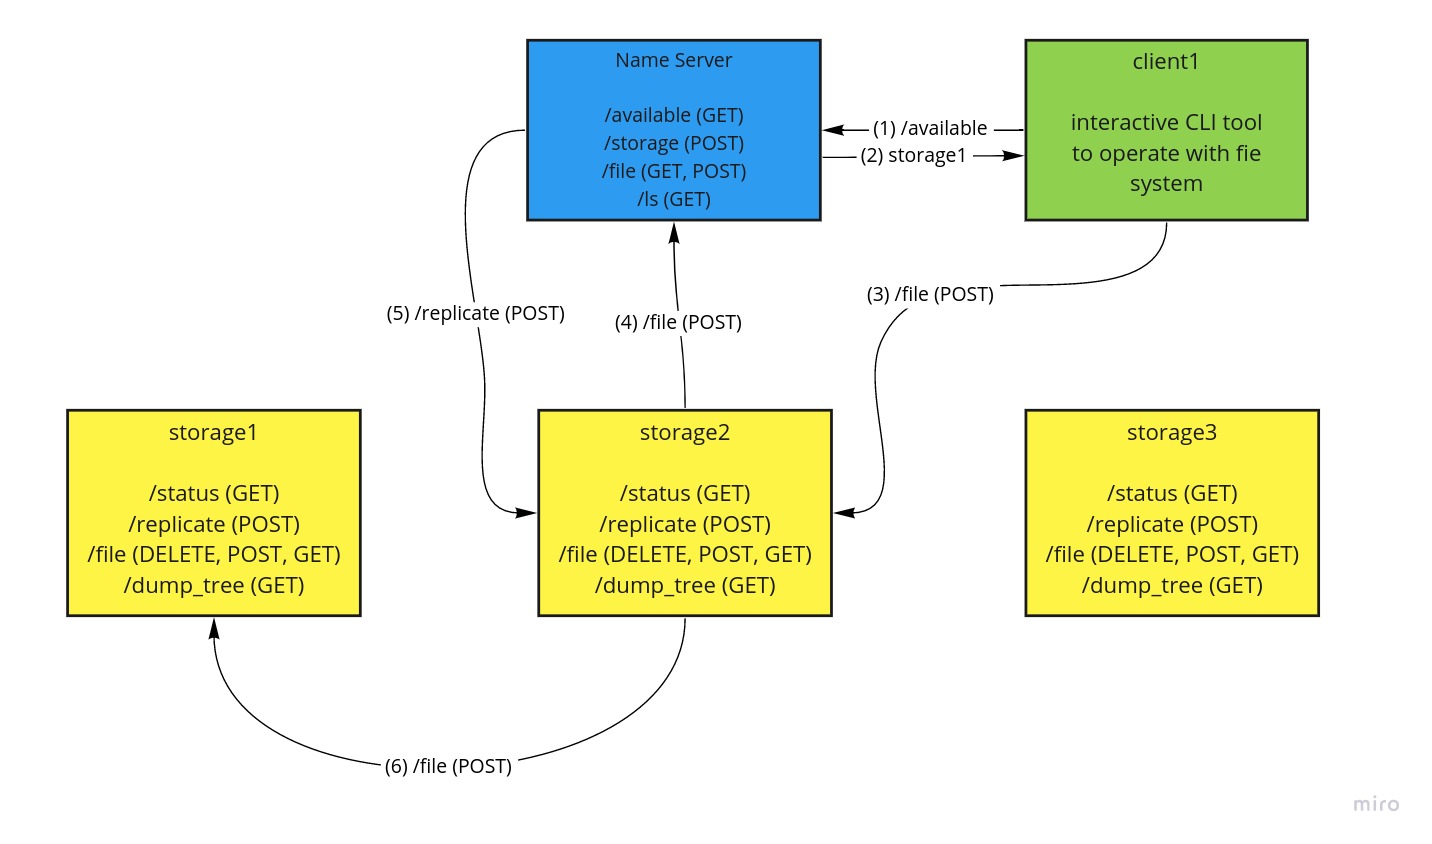 Name Server
/available (GET)
/storage (POST)
/file (GET, POST)
/ls (GET)
client1
interactive CLI tool
to operate with fie
system
(1) /available
(2) storage1
(3) /file (POST)
(5) /replicate (POST)
(4) /file (POST)
storage1
/status (GET)
/replicate (POST)
/file (DELETE, POST, GET)
/dump_tree (GET)
storage2
/status (GET)
/replicate (POST)
/file (DELETE, POST, GET)
/dump_tree (GET)
storage3
/status (GET)
/replicate (POST)
/file (DELETE, POST, GET)
/dump_tree (GET)
(6) /file (POST)
miro